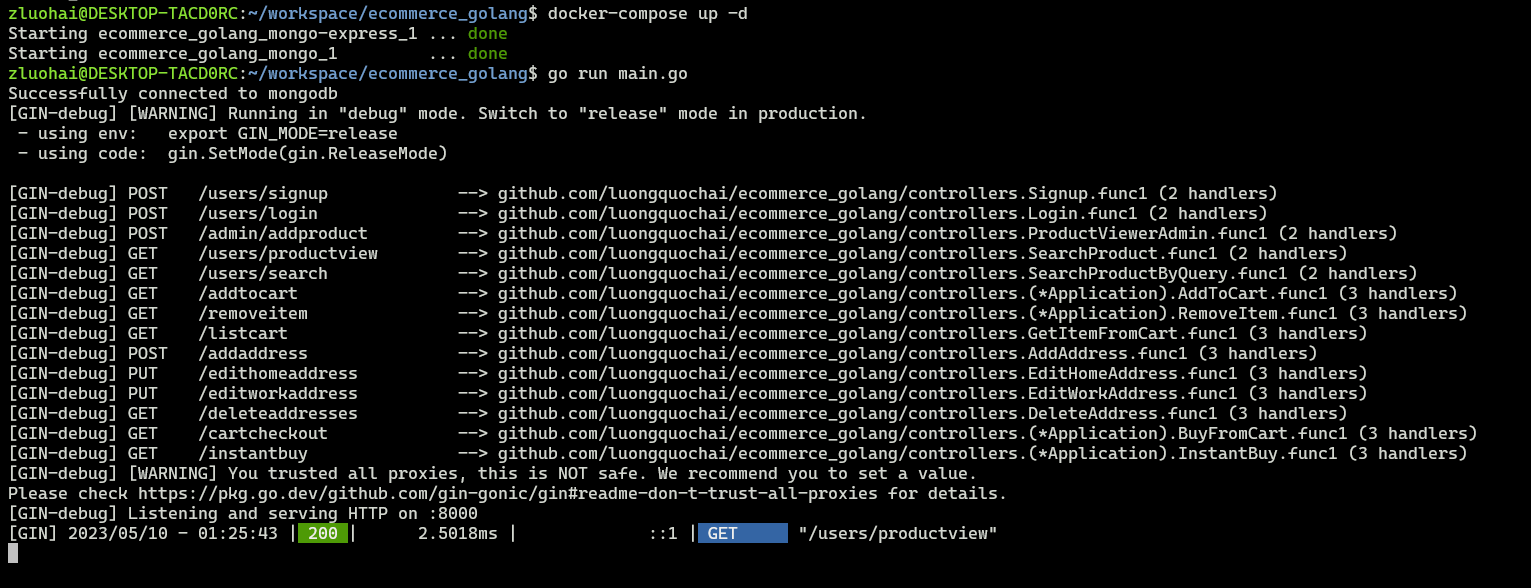 zluohai@DESKTOP-TACD0RC:~/workspace/ecommerce_golang$ docker-compose up -d
Starting ecommerce_golang_mongo-express_1 ... done
Starting ecommerce_golang_mongo_1         ... done
zluohai@DESKTOP-TACD0RC:~/workspace/ecommerce_golang$ go run main.go
Successfully connected to mongodb
[GIN-debug] [WARNING] Running in "debug" mode. Switch to "release" mode in production.
 - using env:   export GIN_MODE=release
 - using code:  gin.SetMode(gin.ReleaseMode)

[GIN-debug] POST   /users/signup             --> github.com/luongquochai/ecommerce_golang/controllers.Signup.func1 (2 handlers)
[GIN-debug] POST   /users/login              --> github.com/luongquochai/ecommerce_golang/controllers.Login.func1 (2 handlers)
[GIN-debug] POST   /admin/addproduct         --> github.com/luongquochai/ecommerce_golang/controllers.ProductViewerAdmin.func1 (2 handlers)
[GIN-debug] GET    /users/productview        --> github.com/luongquochai/ecommerce_golang/controllers.SearchProduct.func1 (2 handlers)
[GIN-debug] GET    /users/search             --> github.com/luongquochai/ecommerce_golang/controllers.SearchProductByQuery.func1 (2 handlers)
[GIN-debug] GET    /addtocart                --> github.com/luongquochai/ecommerce_golang/controllers.(*Application).AddToCart.func1 (3 handlers)
[GIN-debug] GET    /removeitem               --> github.com/luongquochai/ecommerce_golang/controllers.(*Application).RemoveItem.func1 (3 handlers)
[GIN-debug] GET    /listcart                 --> github.com/luongquochai/ecommerce_golang/controllers.GetItemFromCart.func1 (3 handlers)
[GIN-debug] POST   /addaddress               --> github.com/luongquochai/ecommerce_golang/controllers.AddAddress.func1 (3 handlers)
[GIN-debug] PUT    /edithomeaddress          --> github.com/luongquochai/ecommerce_golang/controllers.EditHomeAddress.func1 (3 handlers)
[GIN-debug] PUT    /editworkaddress          --> github.com/luongquochai/ecommerce_golang/controllers.EditWorkAddress.func1 (3 handlers)
[GIN-debug] GET    /deleteaddresses          --> github.com/luongquochai/ecommerce_golang/controllers.DeleteAddress.func1 (3 handlers)
[GIN-debug] GET    /cartcheckout             --> github.com/luongquochai/ecommerce_golang/controllers.(*Application).BuyFromCart.func1 (3 handlers)
[GIN-debug] GET    /instantbuy               --> github.com/luongquochai/ecommerce_golang/controllers.(*Application).InstantBuy.func1 (3 handlers)
[GIN-debug] [WARNING] You trusted all proxies, this is NOT safe. We recommend you to set a value.
Please check https://pkg.go.dev/github.com/gin-gonic/gin#readme-don-t-trust-all-proxies for details.
[GIN-debug] Listening and serving HTTP on :8000
[GIN] 2023/05/10 - 01:25:43 | 200 |       2.5018ms |             ::1 | GET      "/users/productview"